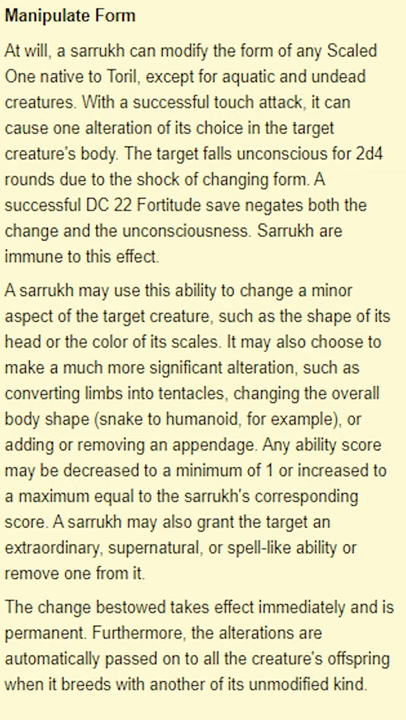 Manipulate Form
At will, a sarrukh can modify the form of any Scaled
One native to Toril, except for aquatic and undead
creatures. With a successful touch attack, it can
cause one alteration of its choice in the target
creature's body. The target falls unconscious for 2d4
rounds due to the shock of changing form. A
successful DC 22 Fortitude save negates both the
change and the unconsciousness. Sarrukh are
immune to this effect.
A sarrukh may use this ability to change a minor
aspect of the target creature, such as the shape of its
head or the color of its scales. It may also choose to
make a much more significant alteration, such as
converting limbs into tentacles, changing the overall
body shape (snake to humanoid, for example), or
adding or removing an appendage. Any ability score
may be decreased to a minimum of 1 or increased to
a maximum equal to the sarrukh's corresponding
score. A sarrukh may also grant the target an
extraordinary, supernatural, or spell-like ability or
remove one from it.
The change bestowed takes effect immediately and is
permanent. Furthermore, the alterations are
automatically passed on to all the creature's offspring
when it breeds with another of its unmodified kind.